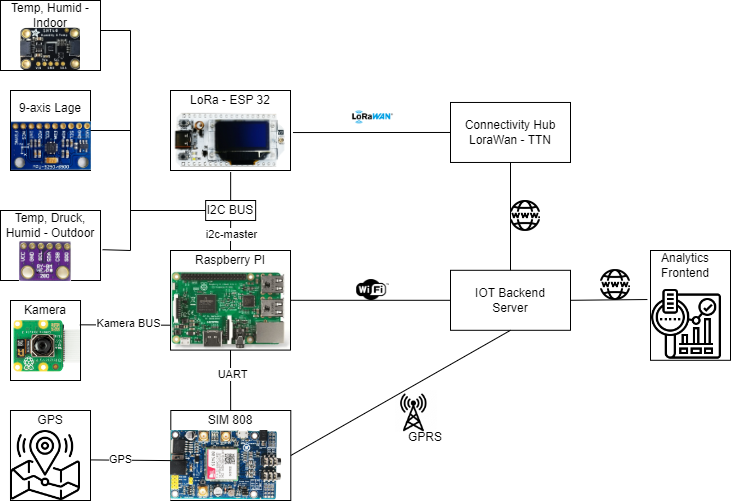 Temp, Humid -
Indoor
9-axis Lage
LoRa - ESP 32
LoRaWAN
Connectivity Hub
LoraWan - TTN
Temp, Druck,
Humid - Outdoor
I2C BUS
i2c-master
www.
Raspberry PI
Analytics
Frontend
www.
Kamera
Kamera BUS
WiFi
IOT Backend
Server
UART
GPS
GPS
SIM 808
GPRS